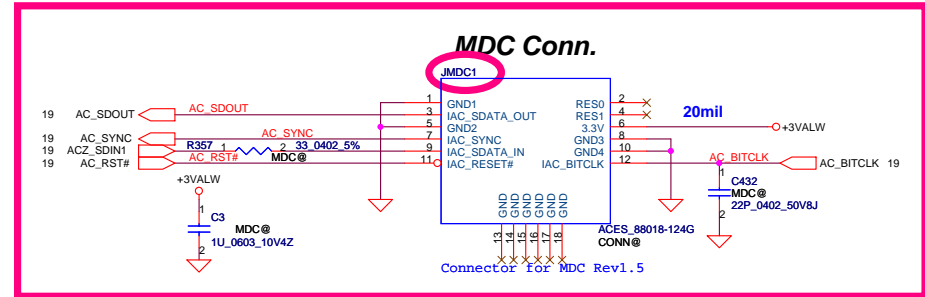 MDC Conn.
JMDC1
1 GND1 RES0 2
19 AC_SDOUT AC_SDOUT 3 IAC_SDATA_OUT RES1 4 20mil
5 GND2 3.3V 6 +3VALW
19 AC_SYNC AC_SYNC 7 IAC_SYNC GND3 8
19 ACZ_SDIN1 R357 1 2 33_0402_5% 9 IAC_SDATA_IN GND4 10
MDC@
19 AC_RST# AC_RST# 11 IAC_RESET# IAC_BITCLK 12 AC_BITCLK AC_BITCLK 19
+3VALW
1
C3
MDC@
1U_0603_10V4Z
2
1
C432
MDC@
22P_0402_50V8J
2
GND GND GND GND GND GND
13 14 15 16 17 18
ACES_88018-124G
CONN@
Connector for MDC Rev1.5